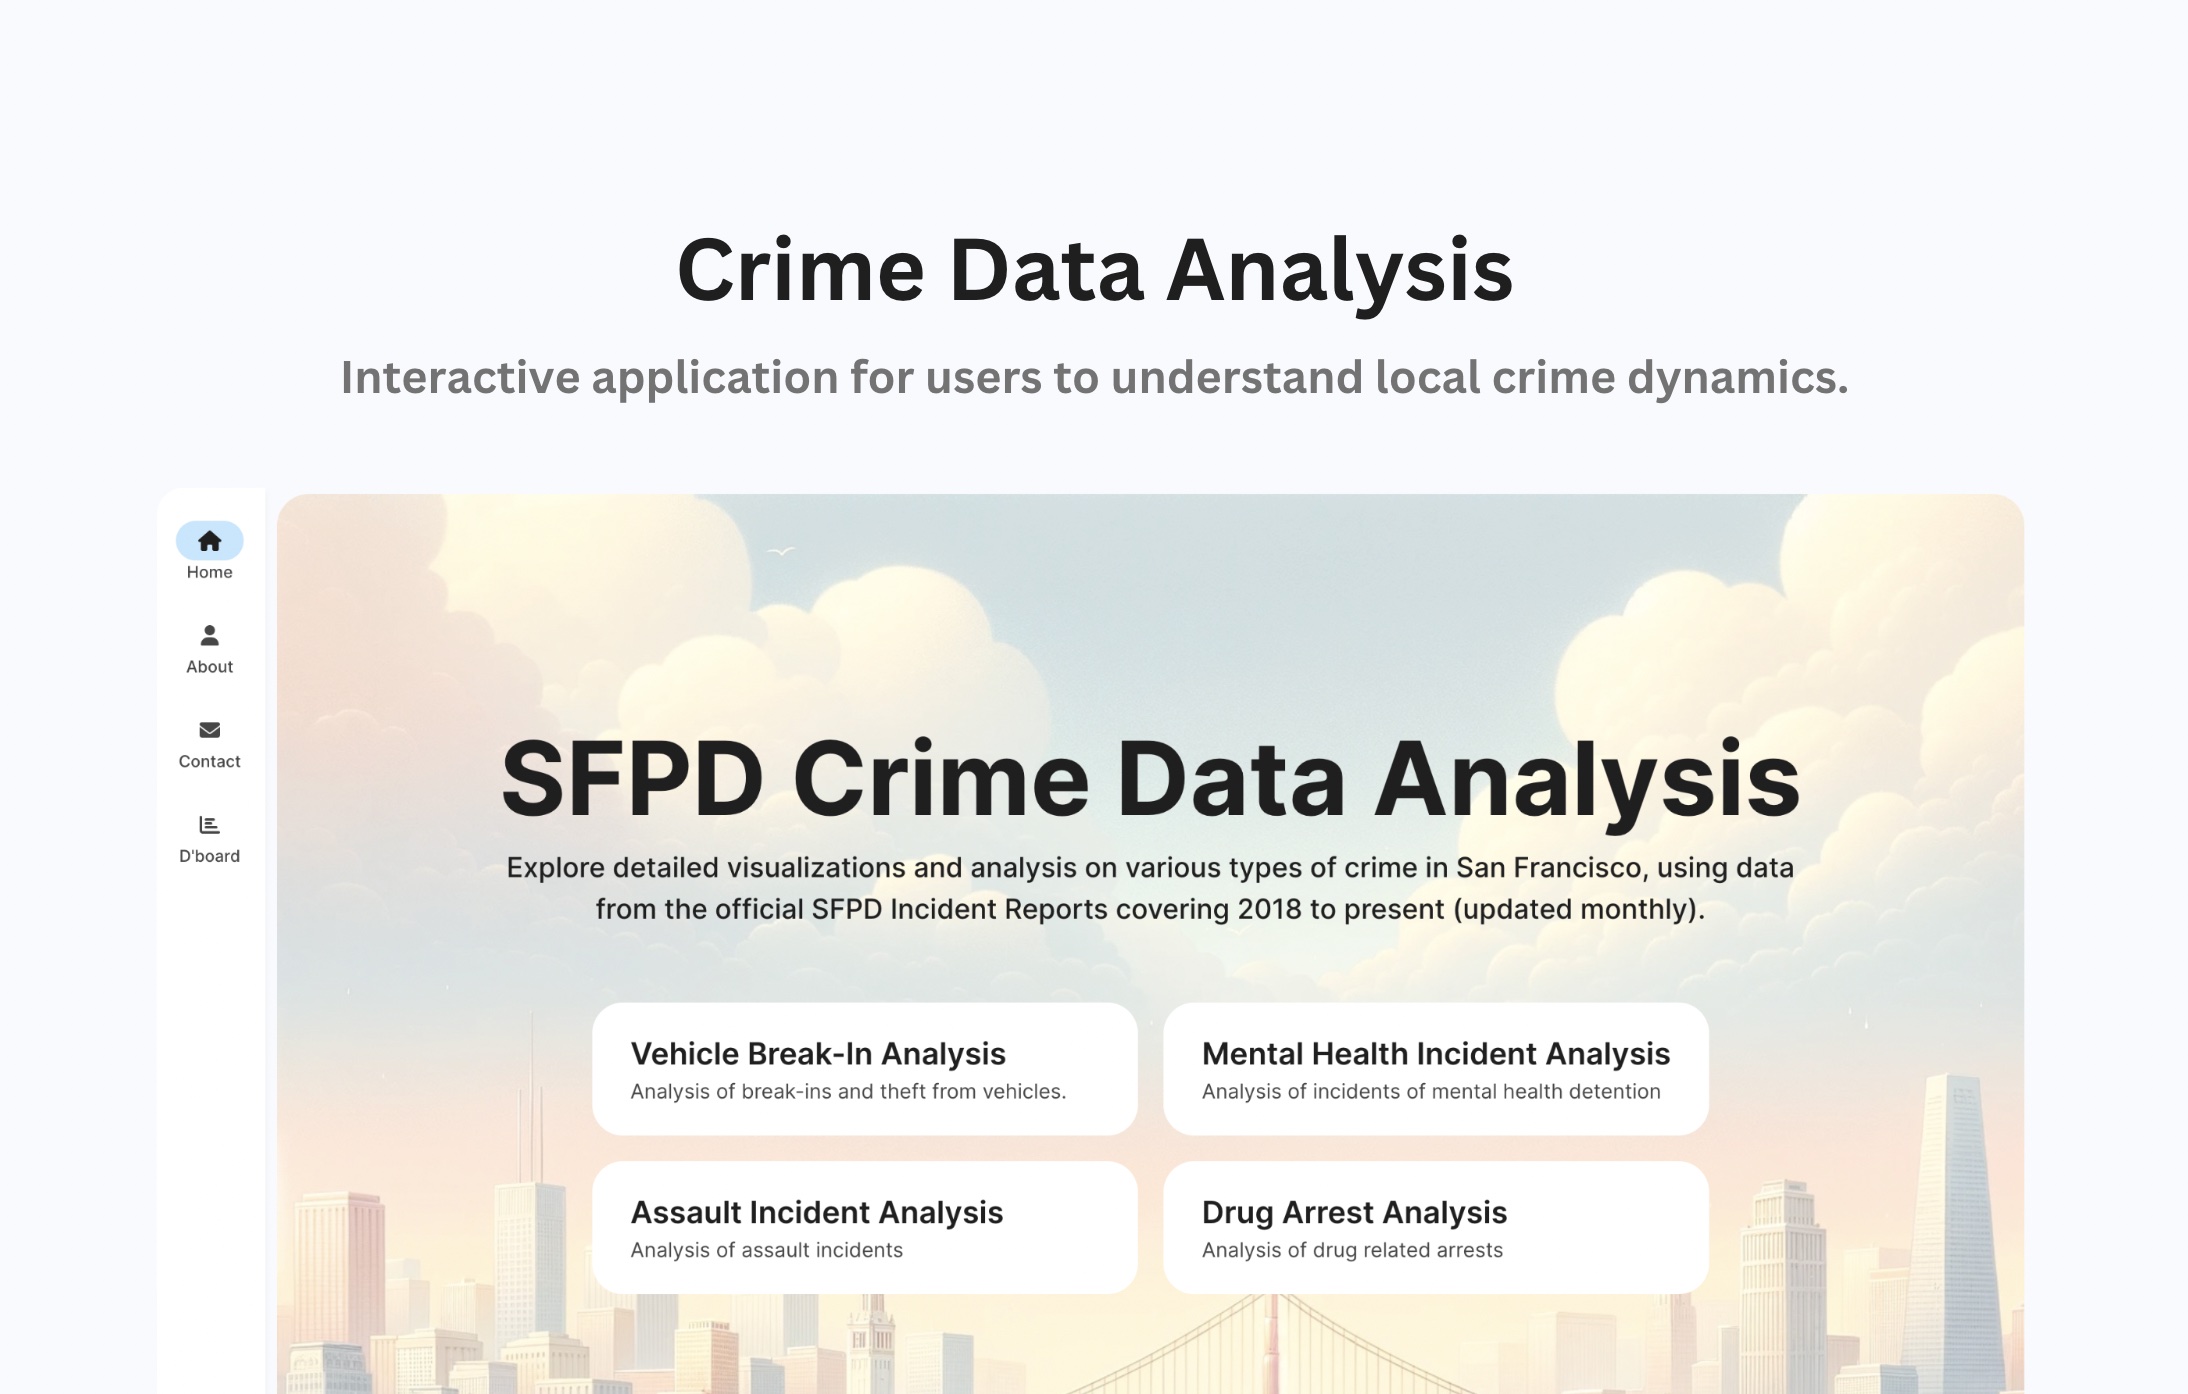 Crime Data Analysis
Interactive application for users to understand local crime dynamics.
Home
About
Contact
D'board
SFPD Crime Data Analysis
Explore detailed visualizations and analysis on various types of crime in San Francisco, using data
from the official SFPD Incident Reports covering 2018 to present (updated monthly).
Vehicle Break-In Analysis
Analysis of break-ins and theft from vehicles.
Mental Health Incident Analysis
Analysis of incidents of mental health detention
Assault Incident Analysis
Analysis of assault incidents
Drug Arrest Analysis
Analysis of drug related arrests